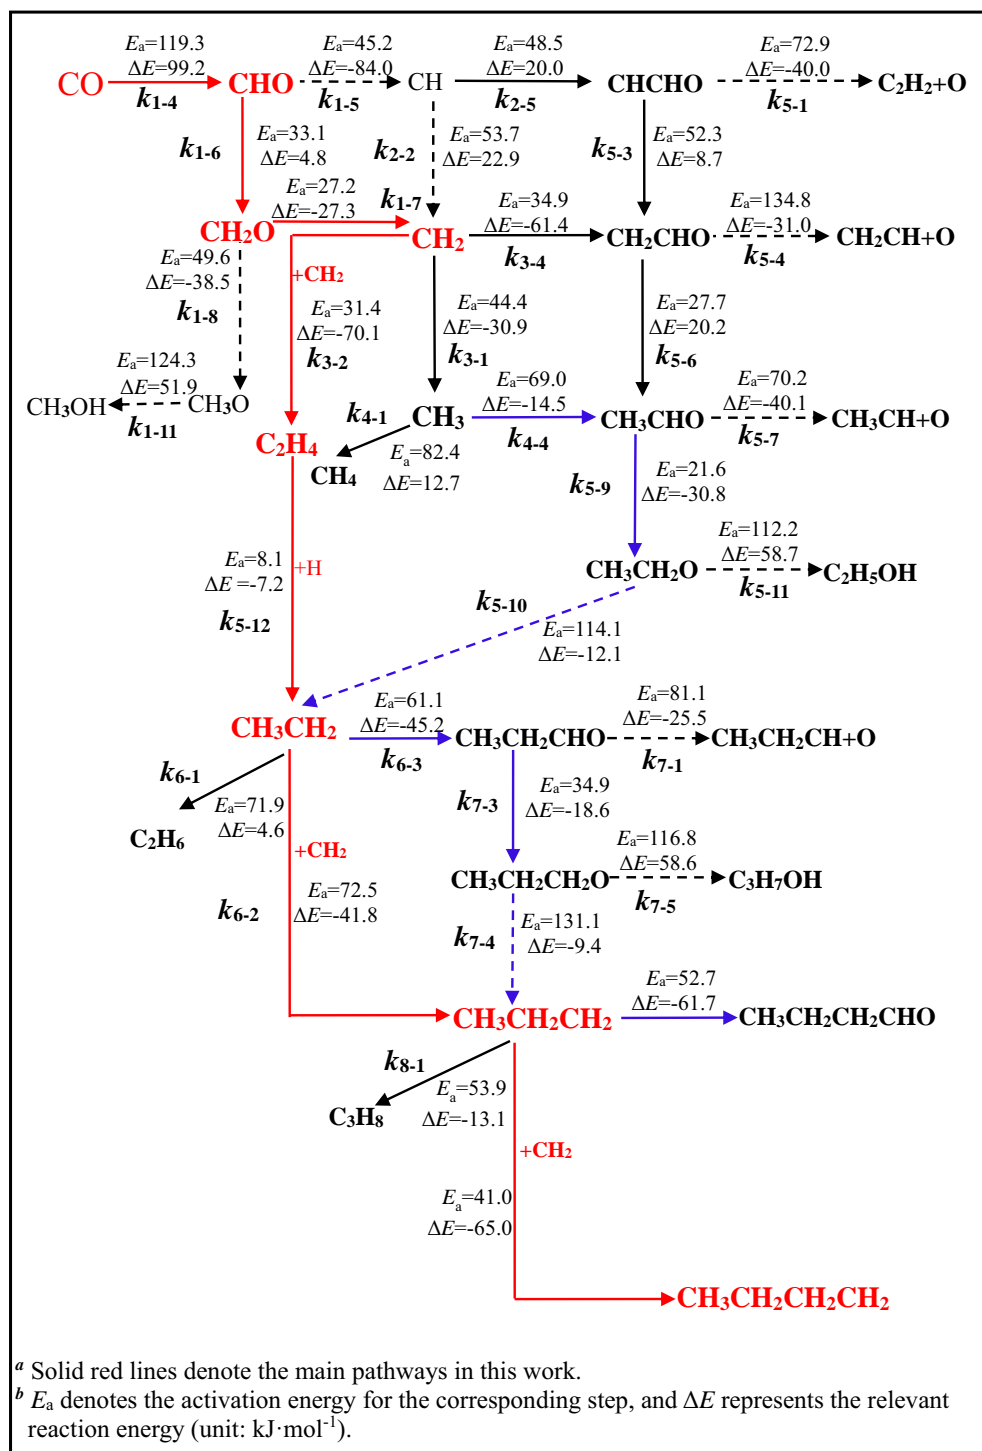 Ea=119.3 Ea=45.2 Ea=48.5 Ea=72.9
ΔE=99.2 ΔE=-84.0 ΔE=20.0 ΔE=-40.0
CO CHO CH CHCHO C2H2+O
k1-4 k1-5 k2-5 k5-1
Ea=33.1 Ea=53.7 Ea=52.3
k1-6 ΔE=4.8 k2-2 ΔE=22.9 k5-3 ΔE=8.7
Ea=27.2 k1-7 Ea=34.9 Ea=134.8
ΔE=-27.3 ΔE=-61.4 ΔE=-31.0
CH2O CH2 CH2CHO CH2CH+O
Ea=49.6 k3-4 k5-4
ΔE=-38.5 +CH2
k1-8 Ea=31.4 Ea=44.4 Ea=27.7
ΔE=-70.1 ΔE=-30.9 ΔE=20.2
k3-2 k3-1 k5-6
Ea=124.3 Ea=69.0 Ea=70.2
ΔE=51.9 ΔE=-14.5 ΔE=-40.1
CH3OH CH3O k4-1 CH3 CH3CHO CH3CH+O
k1-11 k4-4 k5-7
C2H4 Ea=82.4
CH4 ΔE=12.7 k5-9 Ea=21.6
ΔE=-30.8
Ea=112.2
Ea=8.1 +H ΔE=58.7
ΔE =-7.2 CH3CH2O C2H5OH
k5-12 k5-10 k5-11
Ea=114.1
ΔE=-12.1
Ea=61.1 Ea=81.1
ΔE=-45.2 ΔE=-25.5
CH3CH2 CH3CH2CHO CH3CH2CH+O
k6-3 k7-1
k6-1 Ea=71.9 k7-3 Ea=34.9
C2H6 ΔE=4.6 ΔE=-18.6
+CH2 Ea=116.8
ΔE=58.6
Ea=72.5 CH3CH2CH2O C3H7OH
k6-2 ΔE=-41.8 k7-5
k7-4 Ea=131.1
ΔE=-9.4
Ea=52.7
ΔE=-61.7
CH3CH2CH2 CH3CH2CH2CHO
k8-1 Ea=53.9
C3H8 ΔE=-13.1
+CH2
Ea=41.0
ΔE=-65.0
CH3CH2CH2CH2
a Solid red lines denote the main pathways in this work.
b Ea denotes the activation energy for the corresponding step, and ΔE represents the relevant
reaction energy (unit: kJ·mol-1).